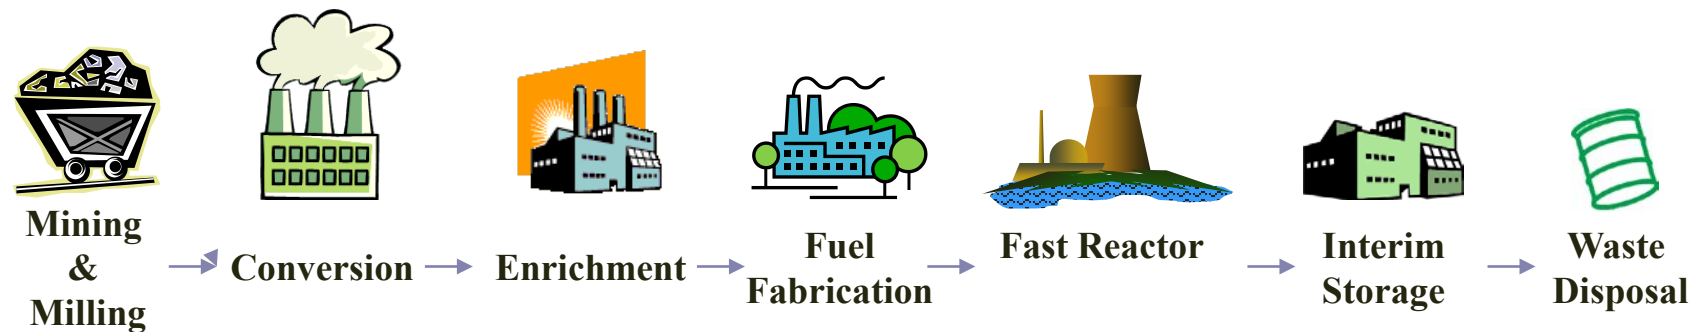 Mining
&
Milling
Conversion
Enrichment
Fuel
Fabrication
Fast Reactor
Interim
Storage
Waste
Disposal